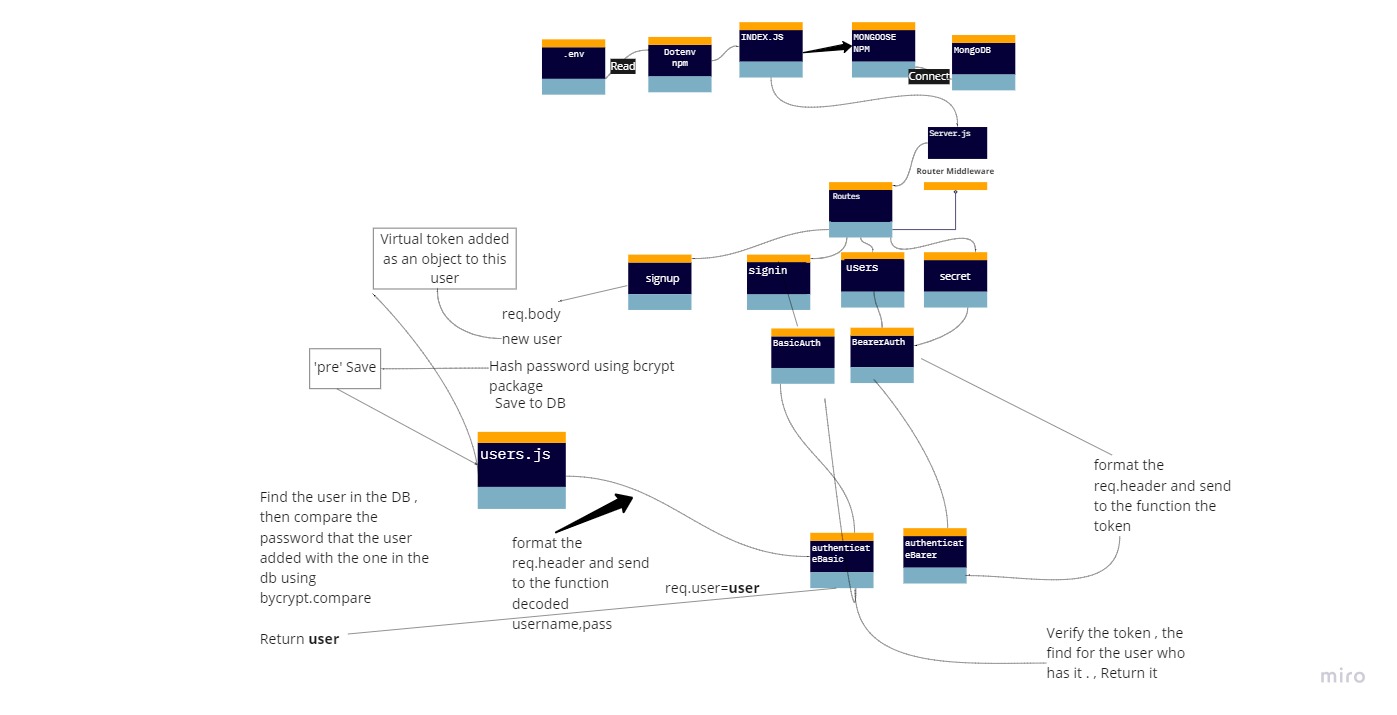 .env
Read
Dotenv
npm
INDEX.JS
MONGOOSE
NPM
Connect
MongoDB
Server.js
Router Middleware
Routes
Virtual token added
as an object to this
user
signup
signin
users
secret
req.body
new user
BasicAuth
BearerAuth
'pre' Save
Hash password using bcrypt
package
Save to DB
users.js
format the
req.header and send
to the function the
token
Find the user in the DB ,
then compare the
password that the user
added with the one in the
db using
bycrypt.compare
format the
req.header and send
to the function
decoded
username,pass
authenticat
eBasic
authenticat
eBarer
req.user=user
Return user
Verify the token , the
find for the user who
has it . , Return it
miro